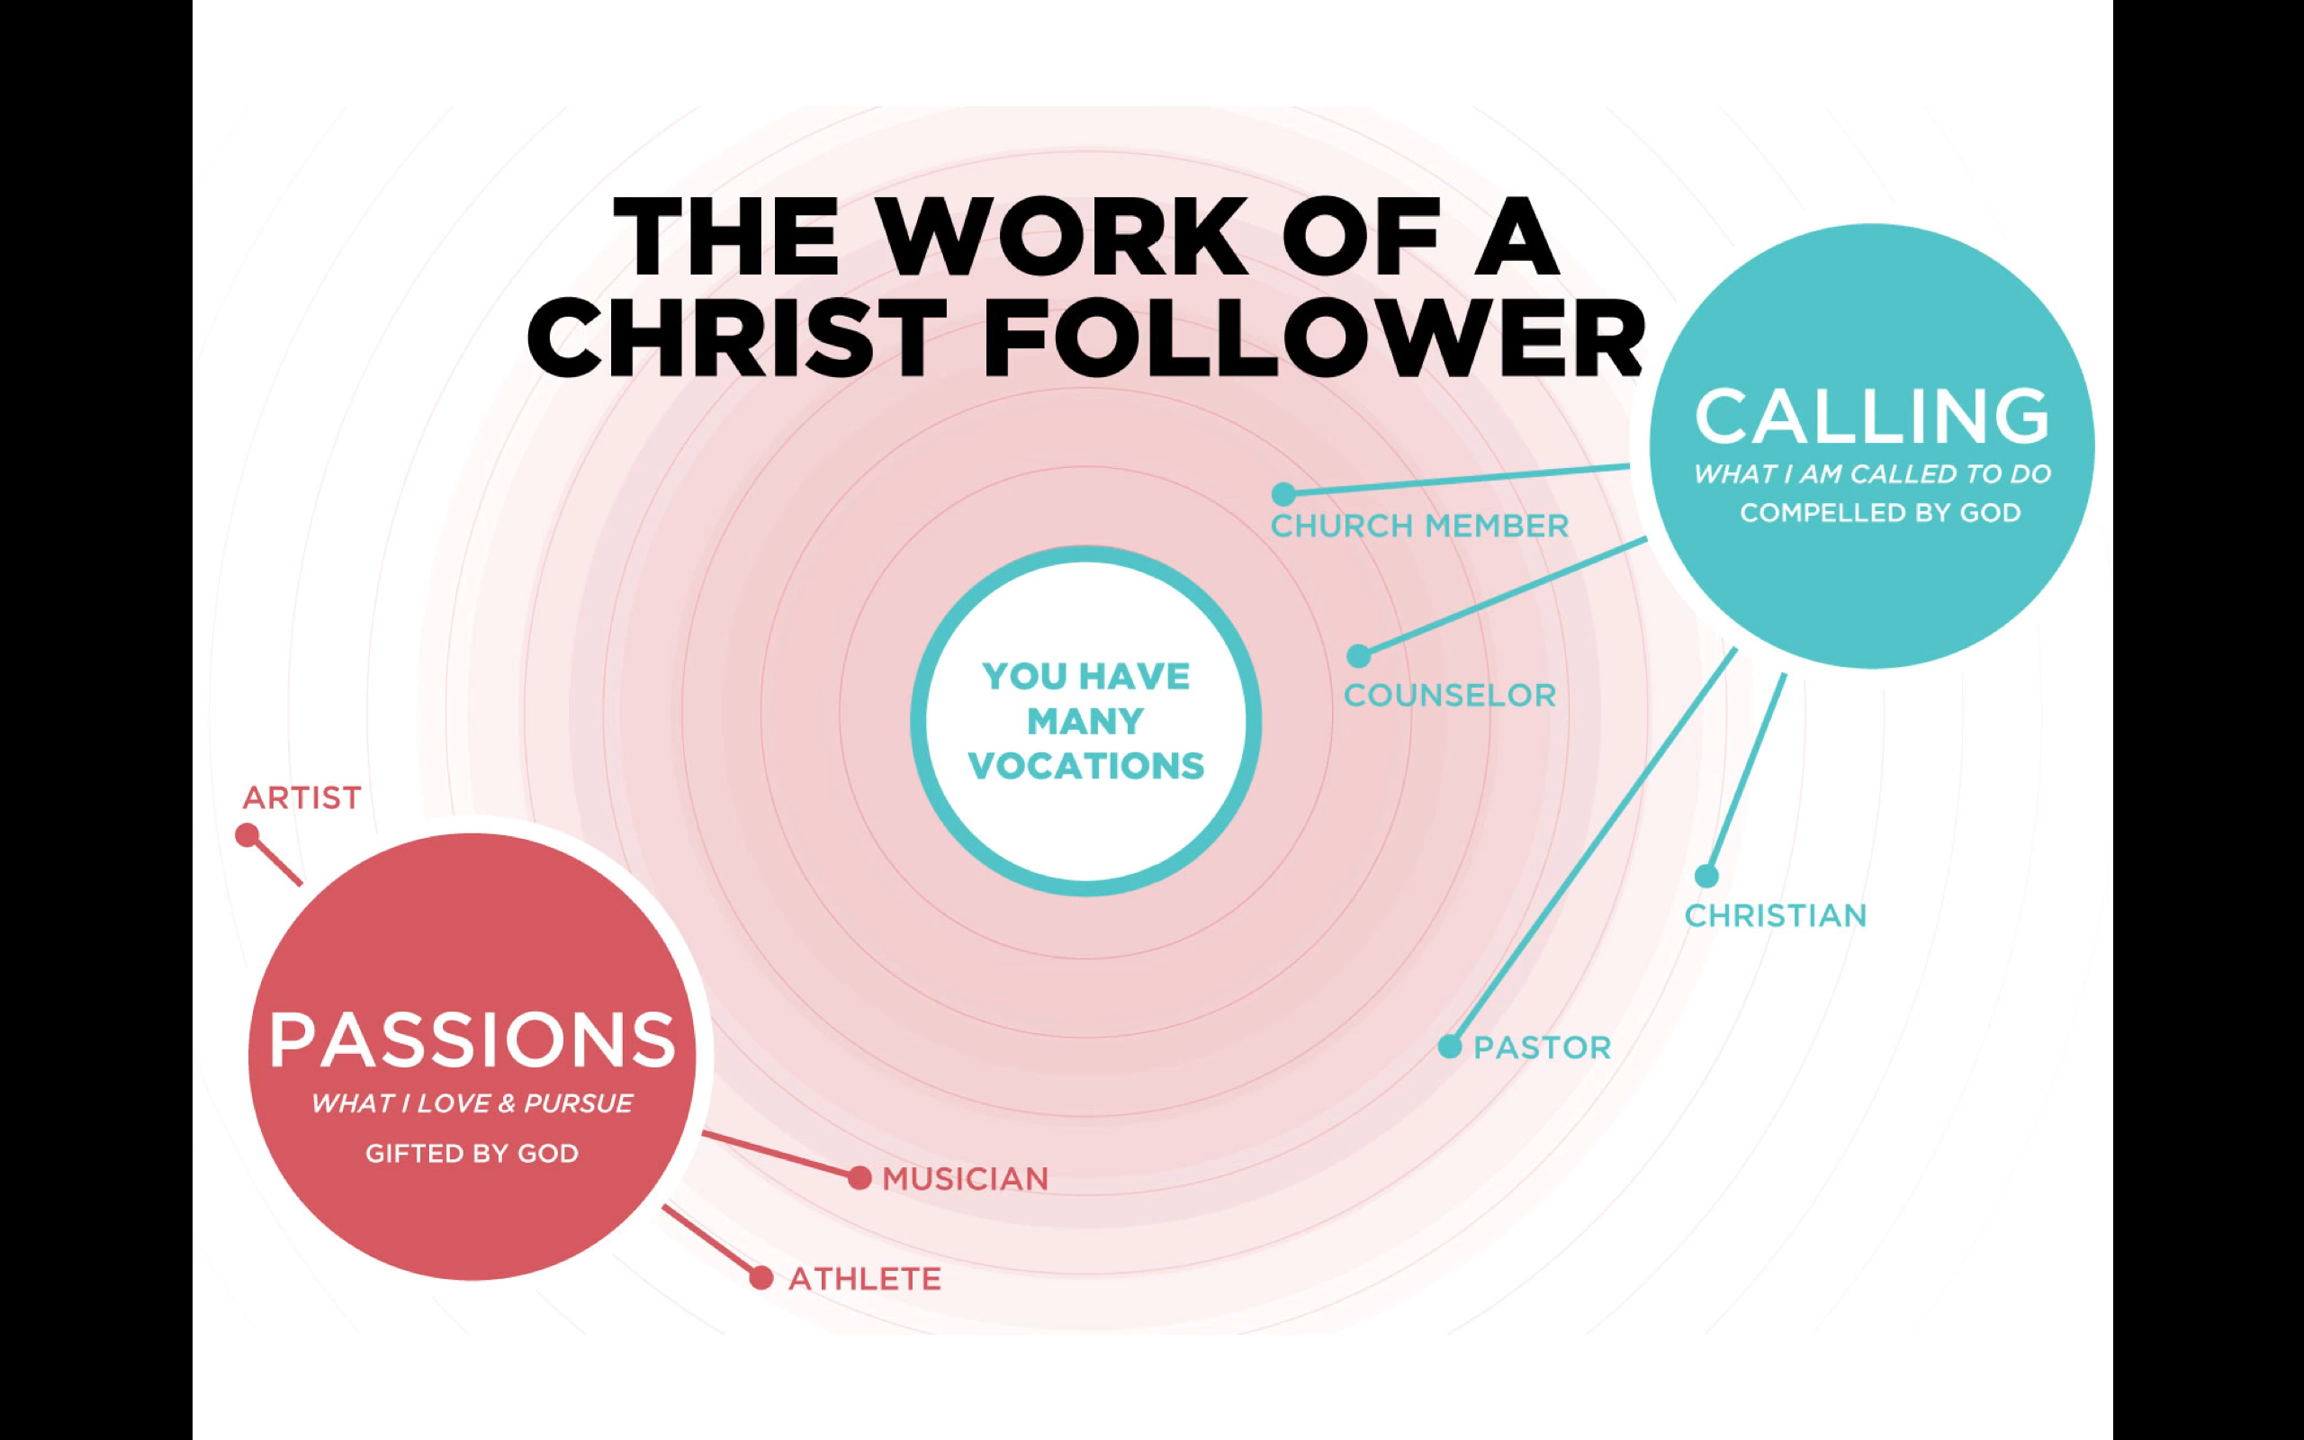 THE WORK OF A
CHRIST FOLLOWER
CALLING
WHAT I AM CALLED TO DO
COMPELLED BY GOD
CHURCH MEMBER
COUNSELOR
CHRISTIAN
PASTOR
YOU HAVE
MANY
VOCATIONS
ARTIST
PASSIONS
WHAT I LOVE & PURSUE
GIFTED BY GOD
MUSICIAN
ATHLETE